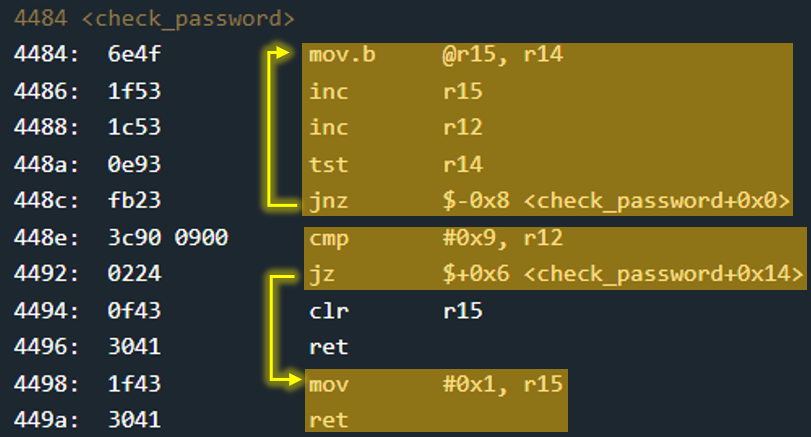 4484 <check_password>
4484: 6e4f mov.b @r15, r14
4486: 1f53 inc r15
4488: 1c53 inc r12
448a: 0e93 tst r14
448c: fb23 jnz $-0x8 <check_password+0x0>
448e: 3c90 0900 cmp #0x9, r12
4492: 0224 jz $+0x6 <check_password+0x14>
4494: 0f43 clr r15
4496: 3041 ret
4498: 1f43 mov #0x1, r15
449a: 3041 ret